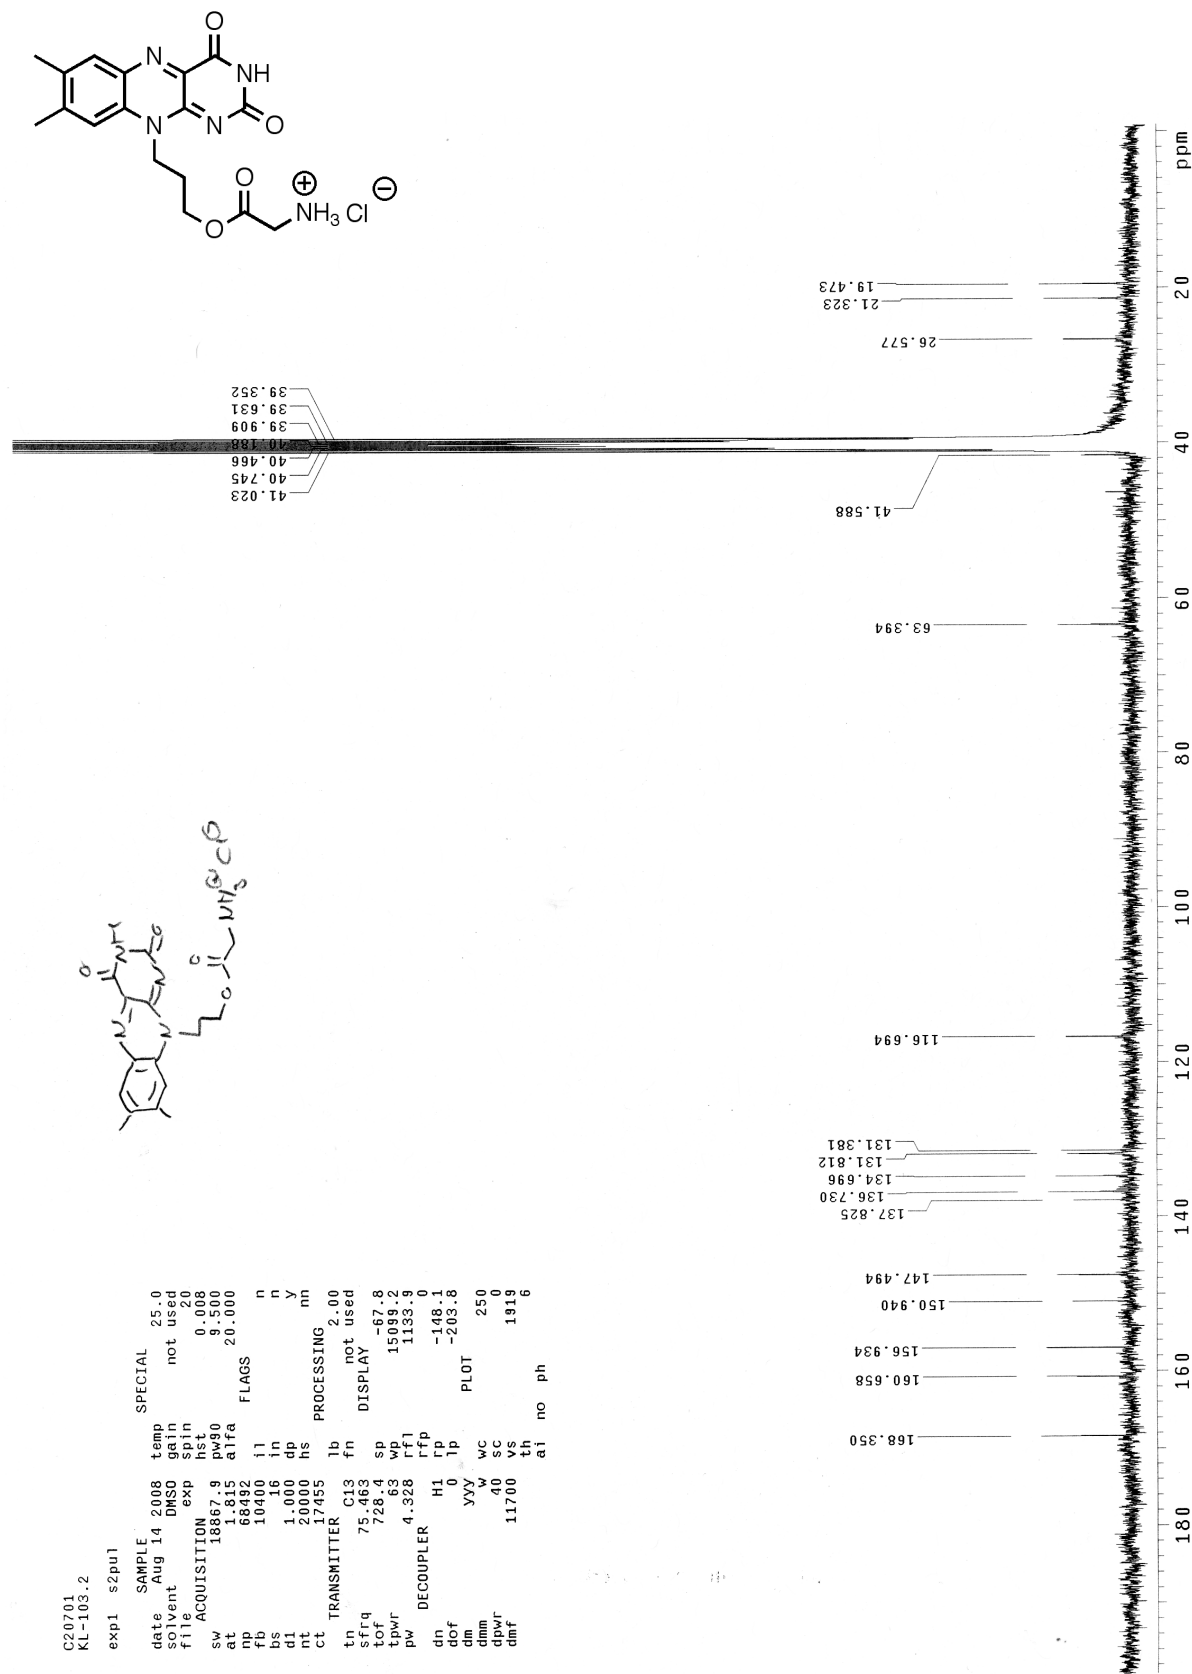 O
N
NH
N
N
O
O
O
NH3 Cl
+
−
19.473
21.323
26.577
39.352
39.631
39.909
40.188
40.466
40.745
41.023
41.588
63.394
116.694
131.381
131.812
134.696
136.730
137.825
147.494
150.940
156.934
160.658
168.350
ppm
20
40
60
80
100
120
140
160
180
C20701
KL-103.2
exp1 s2pul
SAMPLE
date Aug 14 2008
solvent DMSO
file exp
ACQUISITION
sw 18867.9
at 1.815
np 68492
fb 10400
bs 16
d1 1.000
nt 20000
ct 17455
TRANSMITTER
tn C13
sfrq 75.463
tof 728.4
tpwr 63
pw 4.328
DECOUPLER
dn H1
dof 0
dm yyy
dmm w
dpwr 40
dmf 11700
SPECIAL
temp 25.0
gain not used
spin 20
hst 0.008
pw90 9.500
alfa 20.000
FLAGS
il n
in n
dp y
hs nn
PROCESSING
lb 2.00
fn not used
DISPLAY
sp -67.8
wp 15099.2
rfl 1133.9
rfp 0
rp -148.1
lp -203.8
PLOT
wc 250
sc 0
vs 1919
th 6
ai no ph